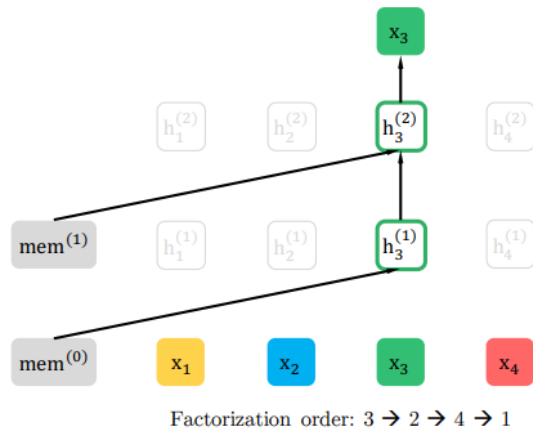 x₃
h₁⁽²⁾ h₂⁽²⁾ h₃⁽²⁾ h₄⁽²⁾
mem⁽¹⁾ h₁⁽¹⁾ h₂⁽¹⁾ h₃⁽¹⁾ h₄⁽¹⁾
mem⁽⁰⁾ x₁ x₂ x₃ x₄
Factorization order: 3 → 2 → 4 → 1